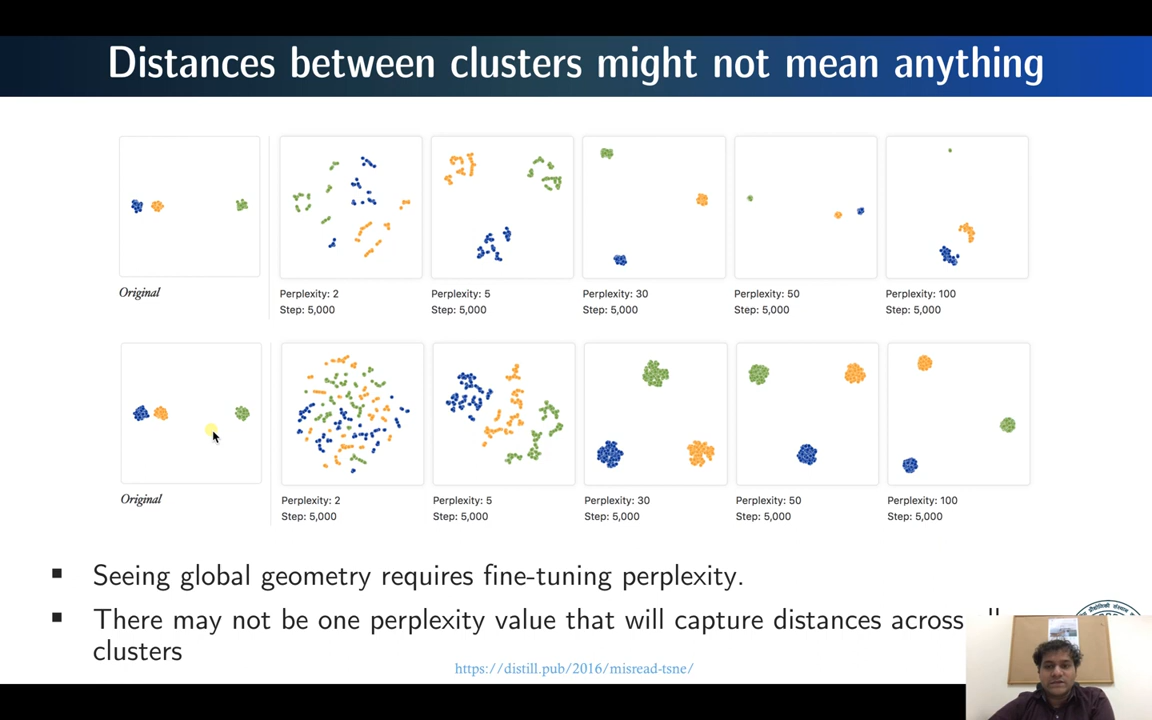 Distances between clusters might not mean anything
Original
Perplexity: 2
Step: 5,000
Perplexity: 5
Step: 5,000
Perplexity: 30
Step: 5,000
Perplexity: 50
Step: 5,000
Perplexity: 100
Step: 5,000
Original
Perplexity: 2
Step: 5,000
Perplexity: 5
Step: 5,000
Perplexity: 30
Step: 5,000
Perplexity: 50
Step: 5,000
Perplexity: 100
Step: 5,000
▪ Seeing global geometry requires fine-tuning perplexity.
▪ There may not be one perplexity value that will capture distances across
clusters
https://distill.pub/2016/misread-tsne/